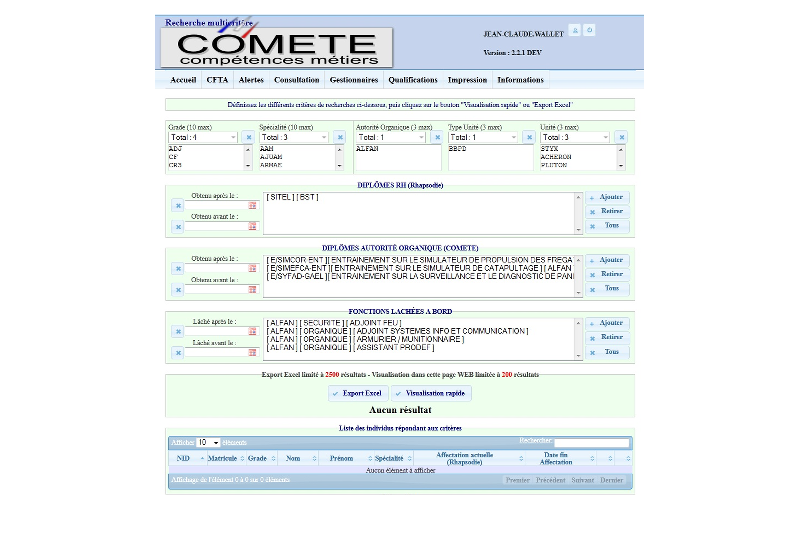 Recherche multicritère
COMETE
compétences métiers
JEAN-CLAUDE.WALLET
Version : 2.2.1 DEV
Accueil CFTA Alertes Consultation Gestionnaires Qualifications Impression Informations
Définissez les différents critères de recherches ci-dessous, puis cliquez sur le bouton "Visualisation rapide" ou "Export Excel"
Grade (10 max) Spécialité (10 max) Autorité Organique (3 max) Type Unité (3 max) Unité (3 max)
Total : 4 Total : 3 Total : 1 Total : 1 Total : 3
ADJ AAM ALFAN BBPD STYX
CF AJUAM ACHERON
CR3 ARMAE PLUTON
DIPLÔMES RH (Rhapsodie)
Obtenu après le :
Obtenu avant le :
[ SITEL ] [ BST ]
Ajouter
Retirer
Tous
DIPLÔMES AUTORITÉ ORGANIQUE (COMETE)
Obtenu après le :
Obtenu avant le :
[ E/SIMCOR ENT ][ ENTRAINEMENT SUR LE SIMULATEUR DE PROPULSION DES FREGA
[ E/SIMEFCA-ENT ][ ENTRAINEMENT SUR LE SIMULATEUR DE CATAPULTAGE ] [ ALFAN
[ E/SYFAD-GAEL ][ ENTRAINEMENT SUR LA SURVEILLANCE ET LE DIAGNOSTIC DE PAN
Ajouter
Retirer
Tous
FONCTIONS LACHÉES A BORD
Lâché après le :
Lâché avant le :
[ ALFAN ] [ SECURITE ] [ ADJOINT FEU ]
[ ALFAN ] [ ORGANIQUE ] [ ADJOINT SYSTEMES INFO ET COMMUNICATION ]
[ ALFAN ] [ ORGANIQUE ] [ ARMURIER / MUNITIONNAIRE ]
[ ALFAN ] [ ORGANIQUE ] [ ASSISTANT PRODEF ]
Ajouter
Retirer
Tous
Export Excel limité à 2500 résultats - Visualisation dans cette page WEB limitée à 200 résultats
Export Excel Visualisation rapide
Aucun résultat
Liste des individus répondant aux critères
Afficher 10 éléments Rechercher:
NID Matricule Grade Nom Prénom Spécialité Affectation actuelle (Rhapsodie) Date fin Affectation
Aucun élément à afficher
Affichage de l'élément 0 à 0 sur 0 éléments Premier Précédent Suivant Dernier